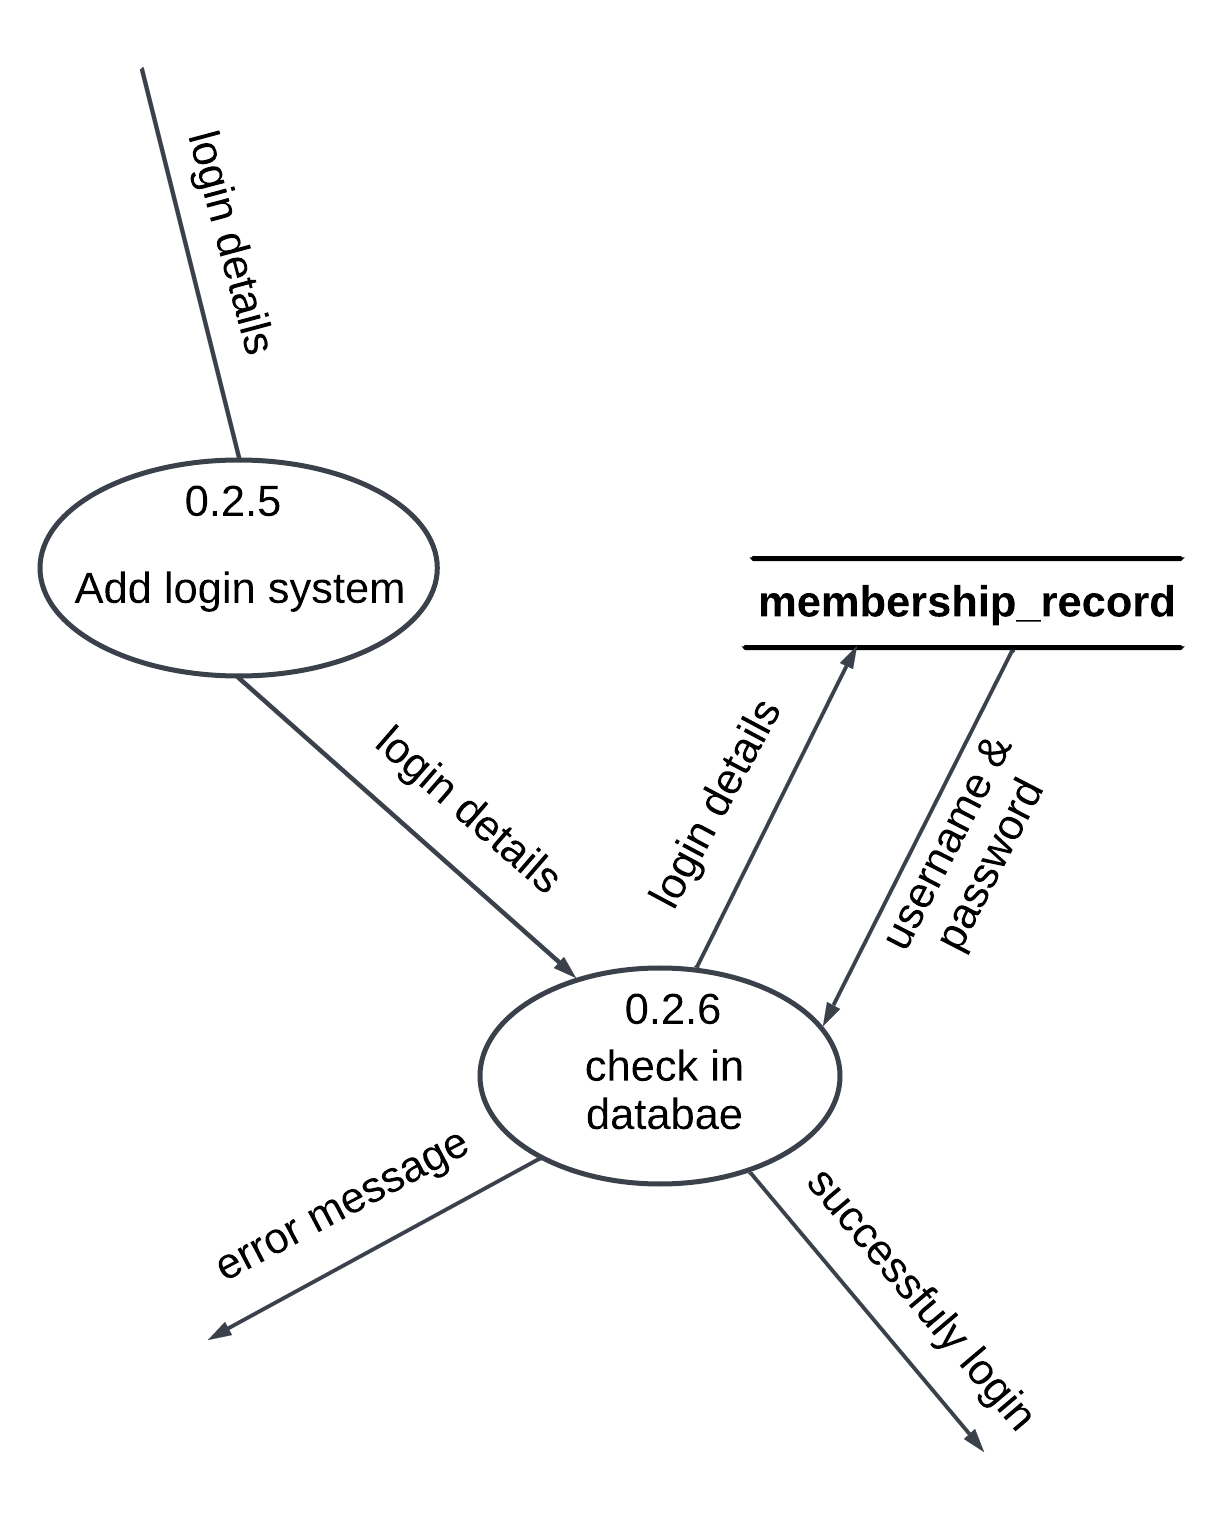 login details
0.2.5
Add login system
membership_record
login details
login details
username &
password
0.2.6
check in
databae
error message
successfuly login